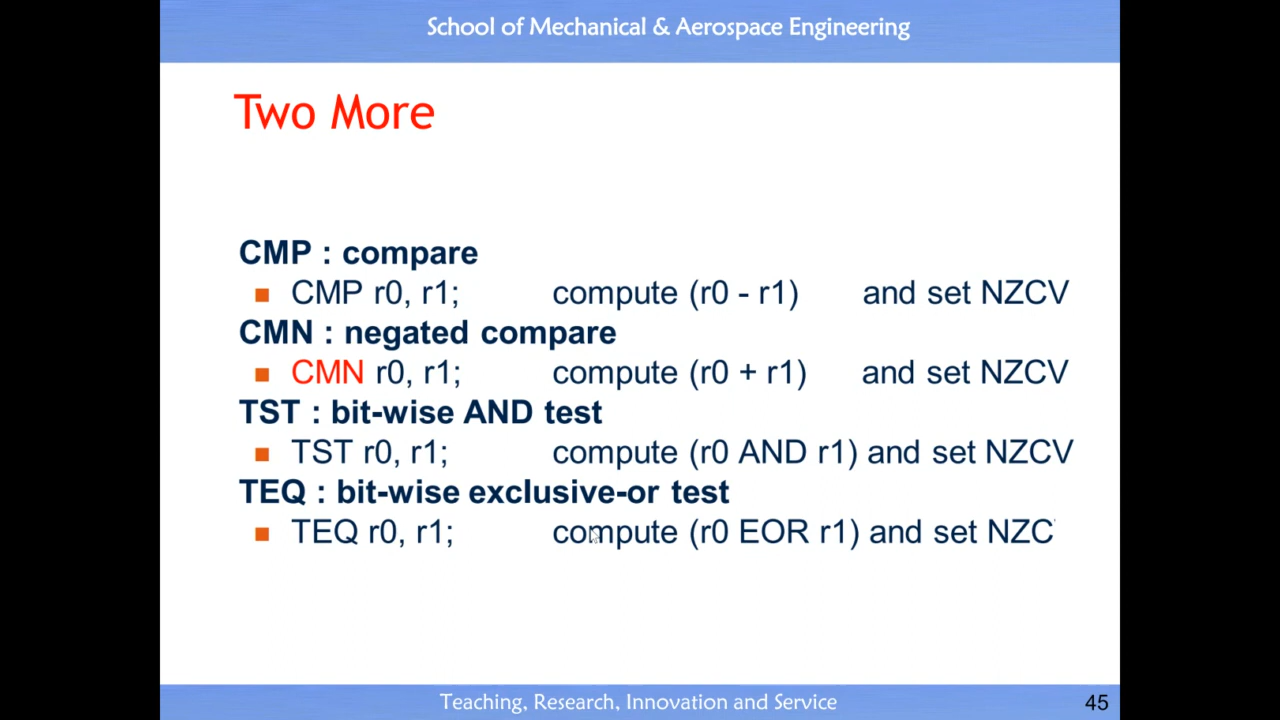 School of Mechanical & Aerospace Engineering
Two More
CMP : compare
CMP r0, r1; compute (r0 - r1) and set NZCV
CMN : negated compare
CMN r0, r1; compute (r0 + r1) and set NZCV
TST : bit-wise AND test
TST r0, r1; compute (r0 AND r1) and set NZCV
TEQ : bit-wise exclusive-or test
TEQ r0, r1; compute (r0 EOR r1) and set NZC
Teaching, Research, Innovation and Service
45